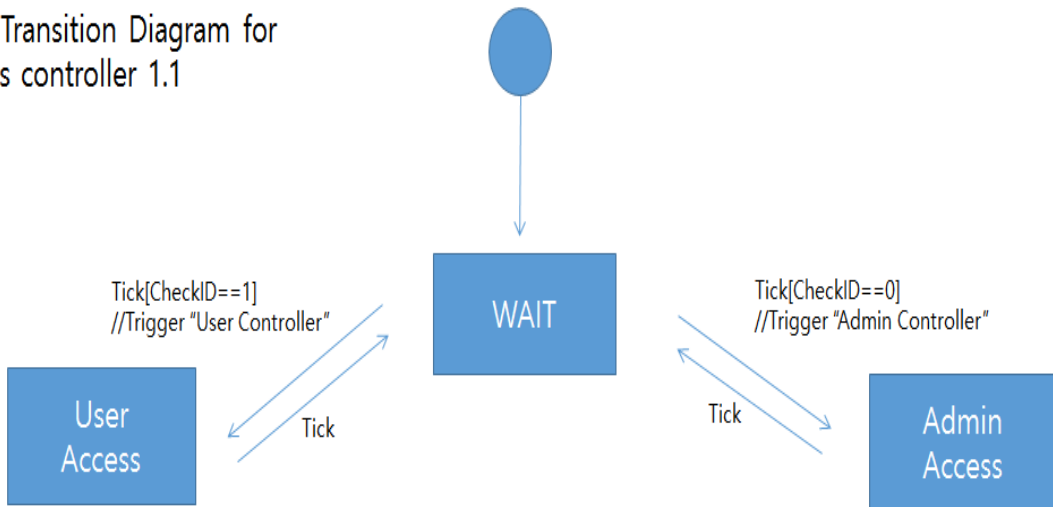 Transition Diagram for
s controller 1.1
Tick[CheckID==1]
//Trigger “User Controller”
WAIT
Tick[CheckID==0]
//Trigger “Admin Controller”
User
Access
Tick
Tick
Admin
Access